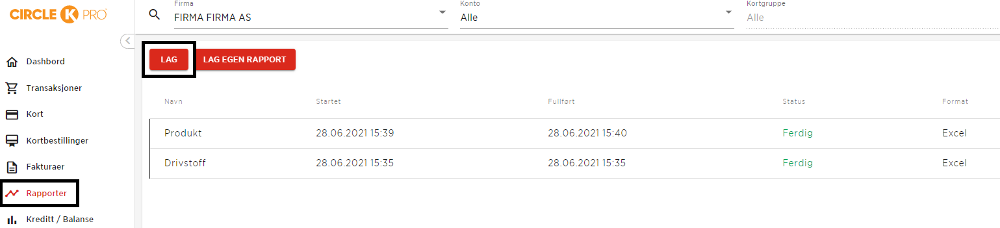 CIRCLE K PRO
Firma
FIRMA FIRMA AS
Konto
Alle
Kortgruppe
Alle
Dashbord
Transaksjoner
Kort
Kortbestillinger
Fakturaer
Rapporter
Kreditt / Balanse
LAG
LAG EGEN RAPPORT
Navn Startet Fullført Status Format
Produkt 28.06.2021 15:39 28.06.2021 15:40 Ferdig Excel
Drivstoff 28.06.2021 15:35 28.06.2021 15:35 Ferdig Excel